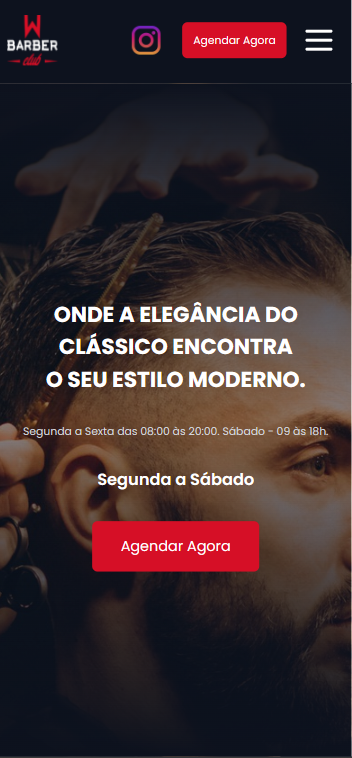 W
BARBER
club
Agendar Agora
ONDE A ELEGÂNCIA DO
CLÁSSICO ENCONTRA
O SEU ESTILO MODERNO.
Segunda a Sexta das 08:00 às 20:00. Sábado - 09 às 18h.
Segunda a Sábado
Agendar Agora